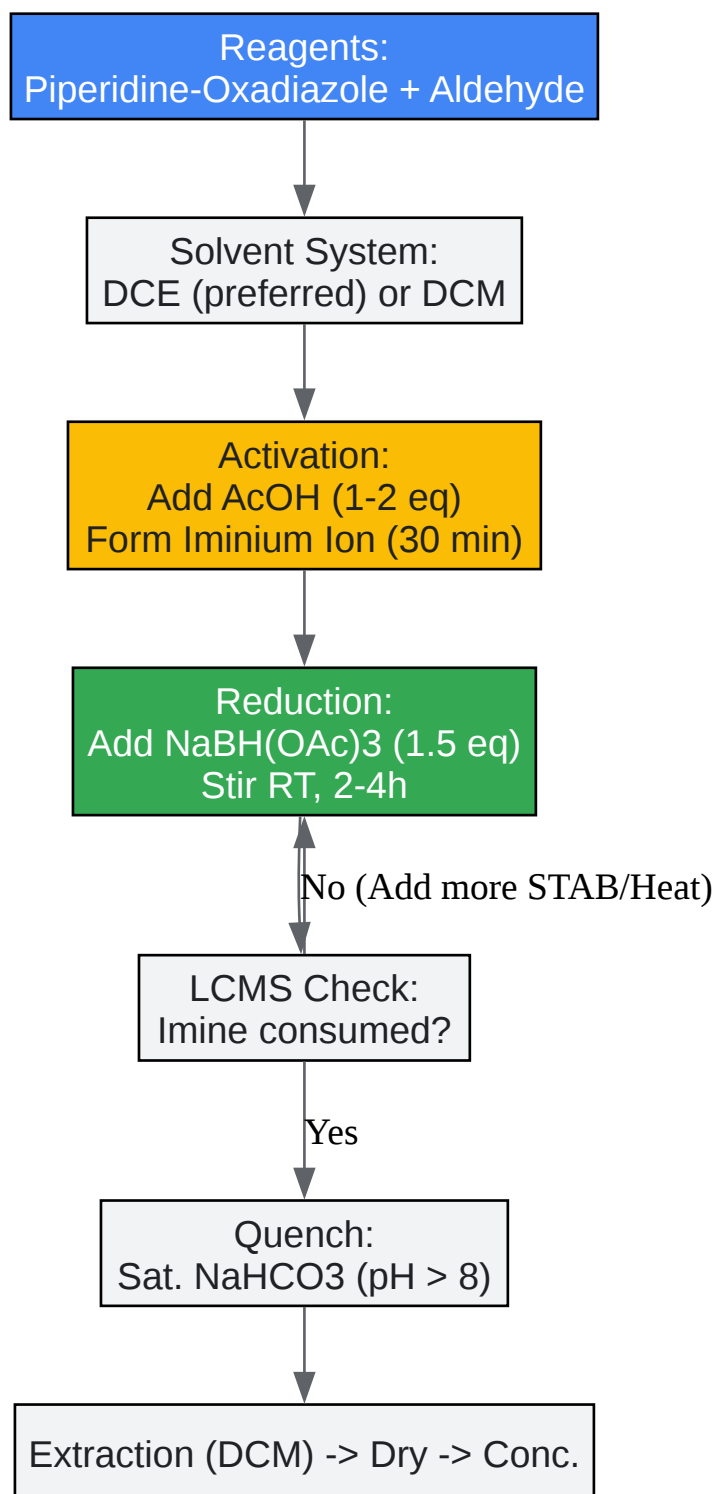 Reagents:
Piperidine-Oxadiazole + Aldehyde
Solvent System:
DCE (preferred) or DCM
Activation:
Add AcOH (1-2 eq)
Form Iminium Ion (30 min)
Reduction:
Add NaBH(OAc)3 (1.5 eq)
Stir RT, 2-4h
No (Add more STAB/Heat)
LCMS Check:
Imine consumed?
Yes
Quench:
Sat. NaHCO3 (pH > 8)
Extraction (DCM) -> Dry -> Conc.